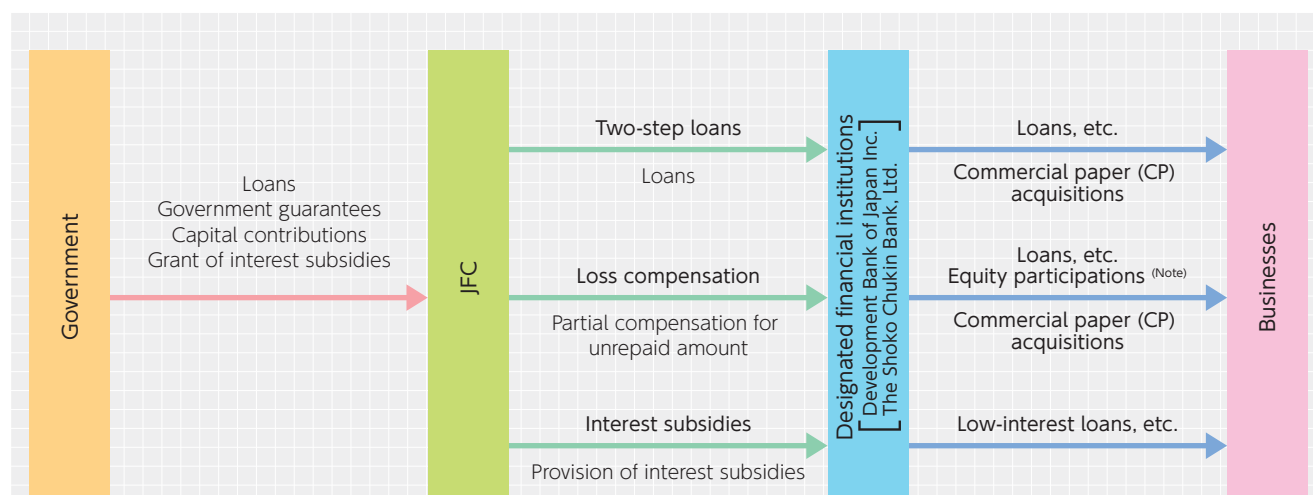 Government
Loans
Government guarantees
Capital contributions
Grant of interest subsidies
JFC
Two-step loans
Loans
Loss compensation
Partial compensation for
unrepaid amount
Interest subsidies
Provision of interest subsidies
Designated financial institutions
Development Bank of Japan Inc.
The Shoko Chukin Bank, Ltd.
Loans, etc.
Commercial paper (CP)
acquisitions
Loans, etc.
Equity participations (Note)
Commercial paper (CP)
acquisitions
Low-interest loans, etc.
Businesses